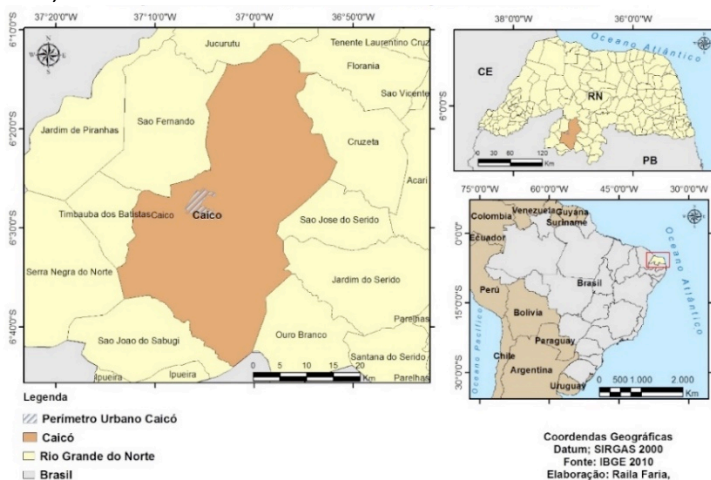 37°20'0"W 37°10'0"W 37°0'0"W 36°50'0"W
6°10'0"S
6°20'0"S
6°30'0"S
6°40'0"S
Jucurutu
Tenente Laurentino Cruz
Florania
Sao Vicente
Sao Fernando
Jardim de Piranhas
Cruzeta
Acari
Timbauba dos Batistas
Caico
Caico
Sao Jose do Serido
Serra Negra do Norte
Jardim do Serido
Parelhas
Sao Joao do Sabugi
Ouro Branco
Santana do Serido
Ipueira
Ipueira
Parelhas
0 5 10 15 20
Km
Legenda
Perímetro Urbano Caicó
Caicó
Rio Grande do Norte
Brasil
38°0'0"W 36°0'0"W
6°0'0"S
Oceano Atlântico
CE
RN
PB
0 30 60 90 120
Km
75°0'0"W 60°0'0"W 45°0'0"W 30°0'0"W
0°0'0"
15°0'0"S
30°0'0"S
Venezuela
Guyana
Colombia
Suriname
Ecuador
Perú
Brasil
Bolivia
Paraguay
Chile
Argentina
Uruguay
Oceano Atlântico
Oceano Pacífico
0 500 1.000 2.000
Km
Coordendas Geográficas
Datum; SIRGAS 2000
Fonte: IBGE 2010
Elaboração: Raila Faria,